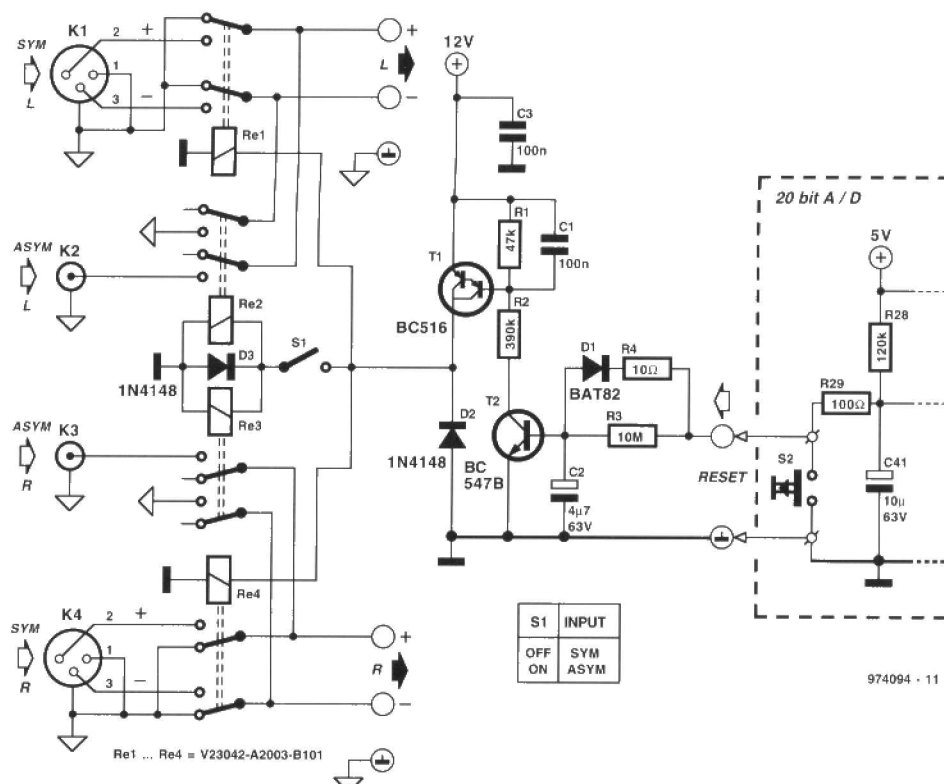 K1
SYM
L
2
+
1
3
−
Re1
+
L
−
12V
+
C3
100n
R1
47k
C1
100n
T1
BC516
R2
390k
ASYM
K2
L
Re2
D3
1N4148
S1
Re3
ASYM
K3
R
D2
1N4148
T2
BC
547B
D1
BAT82
R4
10Ω
R3
10M
C2
4µ7
63V
RESET
20 bit A / D
5V
+
R28
120k
R29
100Ω
S2
C41
10µ
63V
Re4
K4
SYM
R
2
+
1
3
−
+
R
−
S1 INPUT
OFF SYM
ON ASYM
974094 - 11
Re1 ... Re4 = V23042-A2003-B101